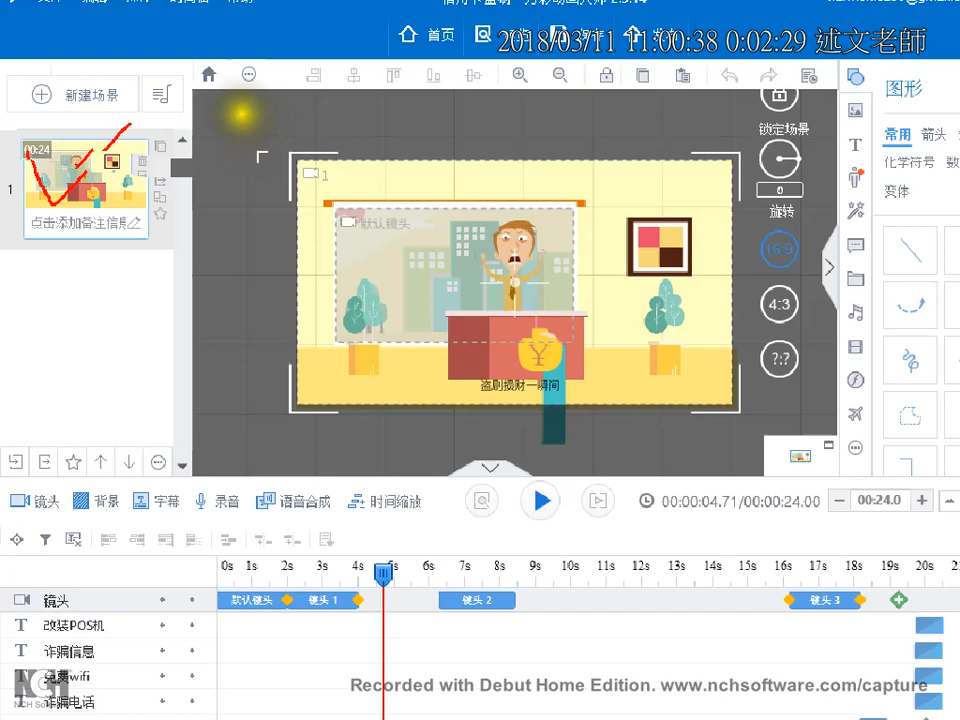 2018/03/11 11:00:38 0:02:29 述文老師
首页
新建场景
图形
常用 箭头
化学符号 数
变体
00:24
1
点击添加备注信息
1
默认镜头
盗刷损财一瞬间
锁定场景
0
旋转
16:9
4:3
?:?
镜头 背景 字幕 录音 语音合成 时间缩放
00:00:04.71/00:00:24.00
24.0
0s 1s 2s 3s 4s 5s 6s 7s 8s 9s 10s 11s 12s 13s 14s 15s 16s 17s 18s 19s 20s 21
镜头 默认镜头 镜头 1 镜头 2 镜头 3
改装POS机
诈骗信息
免费wifi
诈骗电话
NCH
Recorded with Debut Home Edition. www.nchsoftware.com/capture